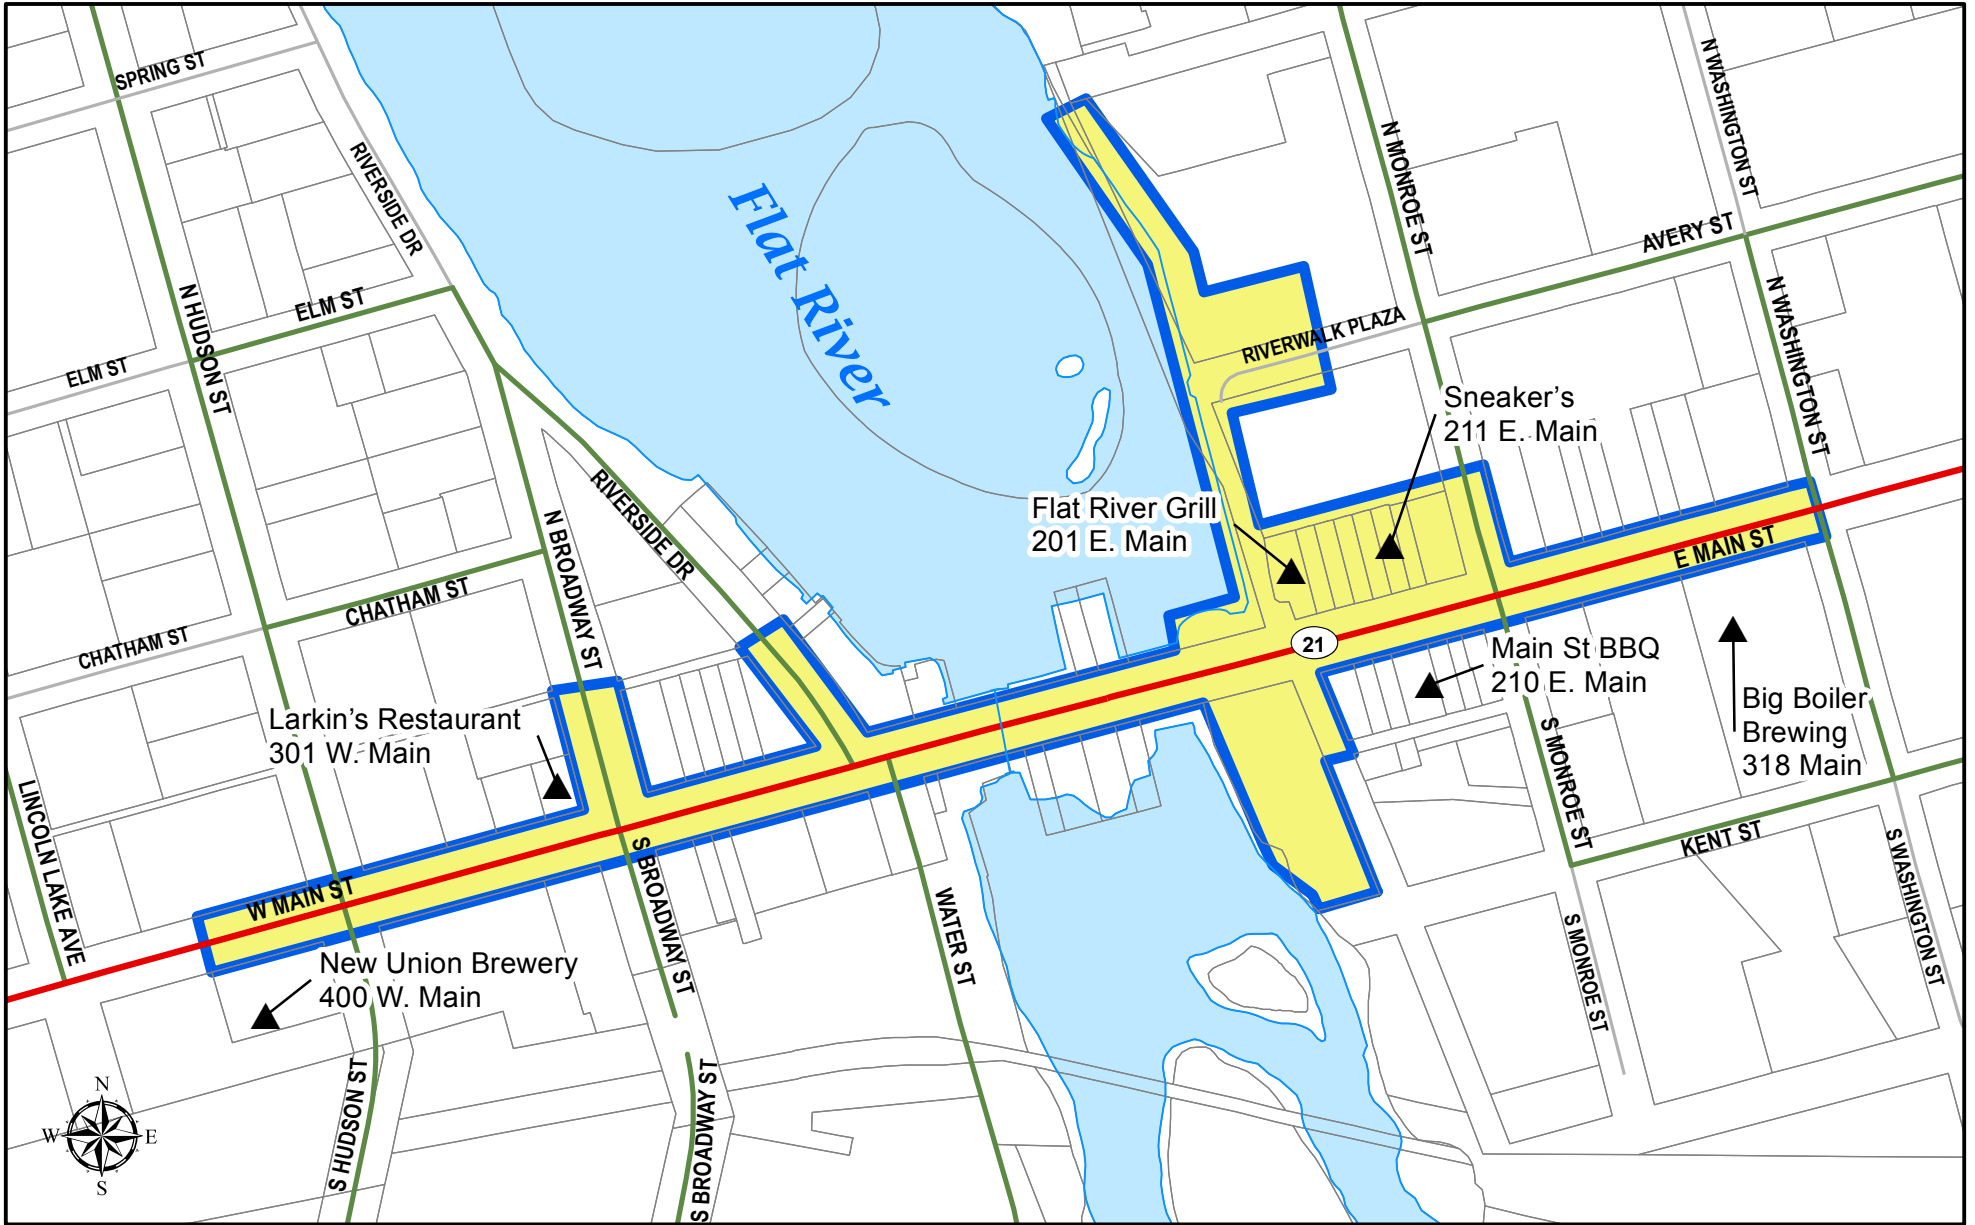 SPRING ST
RIVERSIDE DR
N HUDSON ST
ELM ST
ELM ST
Flat River
N MONROE ST
N WASHINGTON ST
AVERY ST
N WASHINGTON ST
RIVERWALK PLAZA
Sneaker's
211 E. Main
Flat River Grill
201 E. Main
RIVERSIDE DR
N BROADWAY ST
CHATHAM ST
CHATHAM ST
E MAIN ST
21
Main St BBQ
210 E. Main
Big Boiler
Brewing
318 Main
Larkin's Restaurant
301 W. Main
LINCOLN LAKE AVE
W MAIN ST
S BROADWAY ST
WATER ST
S MONROE ST
KENT ST
S WASHINGTON ST
S MONROE ST
New Union Brewery
400 W. Main
S HUDSON ST
S BROADWAY ST
N
W
E
S